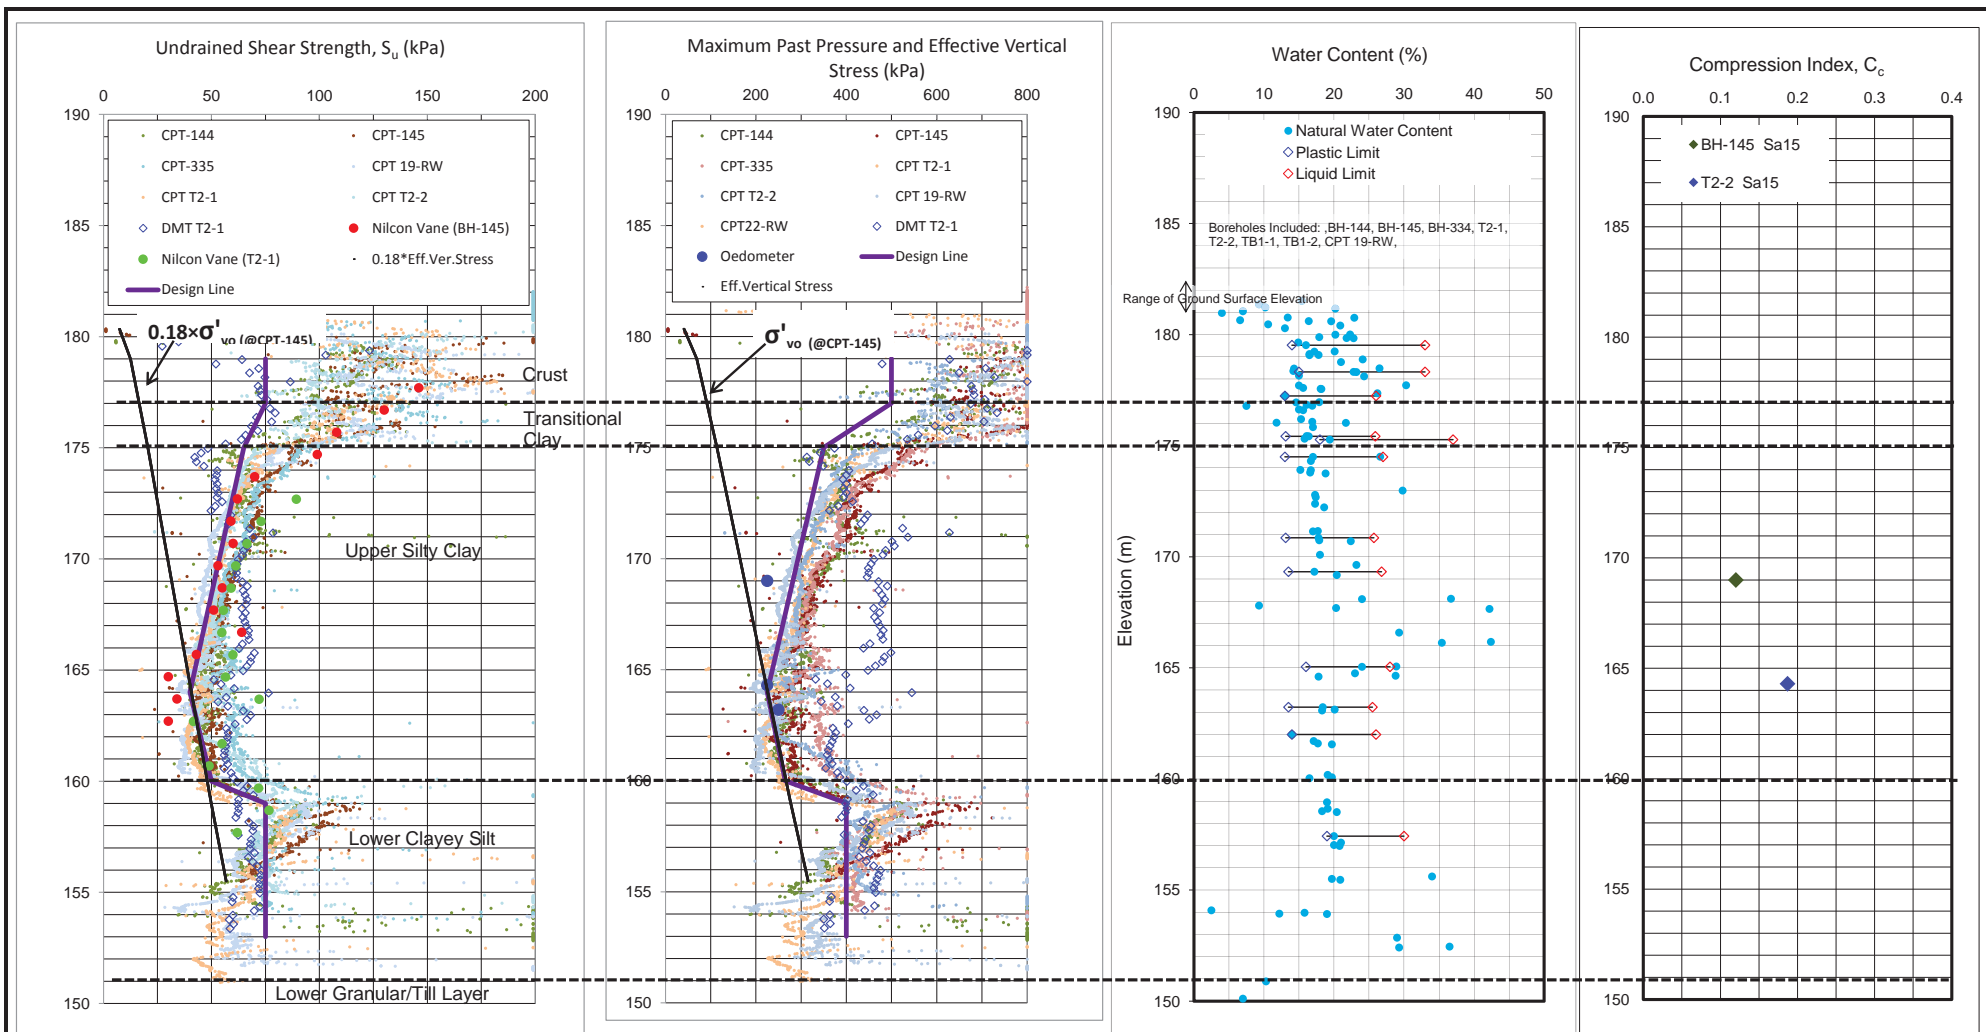 Undrained Shear Strength, Su (kPa)
0 50 100 150 200
190
185
180
175
170
165
160
155
150
CPT-144
CPT-145
CPT-335
CPT 19-RW
CPT T2-1
CPT T2-2
DMT T2-1
Nilcon Vane (BH-145)
Nilcon Vane (T2-1)
0.18*Eff.Ver.Stress
Design Line
0.18×σ'vo (@CPT-145)
Crust
Transitional
Clay
Upper Silty Clay
Lower Clayey Silt
Lower Granular/Till Layer
Maximum Past Pressure and Effective Vertical
Stress (kPa)
0 200 400 600 800
190
185
180
175
170
165
160
155
150
CPT-144
CPT-145
CPT-335
CPT T2-1
CPT T2-2
CPT 19-RW
CPT22-RW
DMT T2-1
Oedometer
Design Line
Eff.Vertical Stress
σ'vo (@CPT-145)
Water Content (%)
0 10 20 30 40 50
190
185
180
175
170
165
160
155
150
Elevation (m)
Natural Water Content
Plastic Limit
Liquid Limit
Boreholes Included: ,BH-144, BH-145, BH-334, T2-1,
T2-2, TB1-1, TB1-2, CPT 19-RW,
Range of Ground Surface Elevation
Compression Index, Cc
0.0 0.1 0.2 0.3 0.4
190
185
180
175
170
165
160
155
150
BH-145 Sa15
T2-2 Sa15